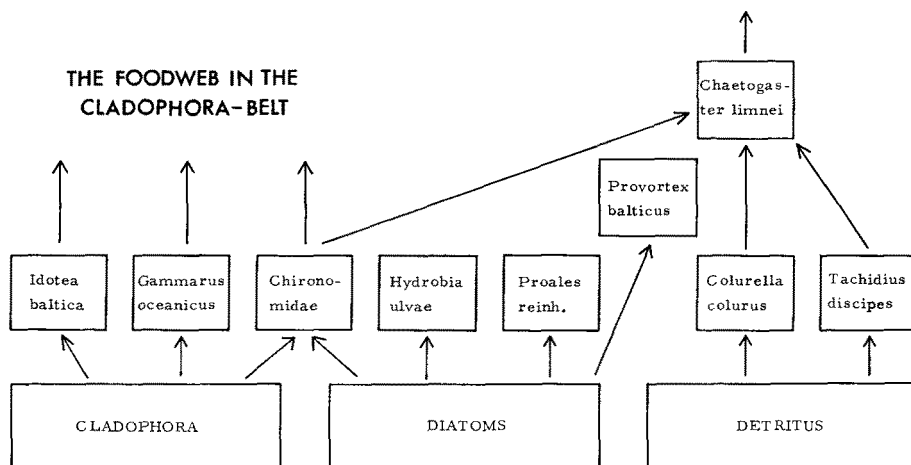 THE FOODWEB IN THE
CLADOPHORA-BELT
Chaetogas-
ter limnei
Provortex
balticus
Idotea
baltica
Gammarus
oceanicus
Chirono-
midae
Hydrobia
ulvae
Proales
reinh.
Colurella
colurus
Tachidius
discipes
CLADOPHORA
DIATOMS
DETRITUS